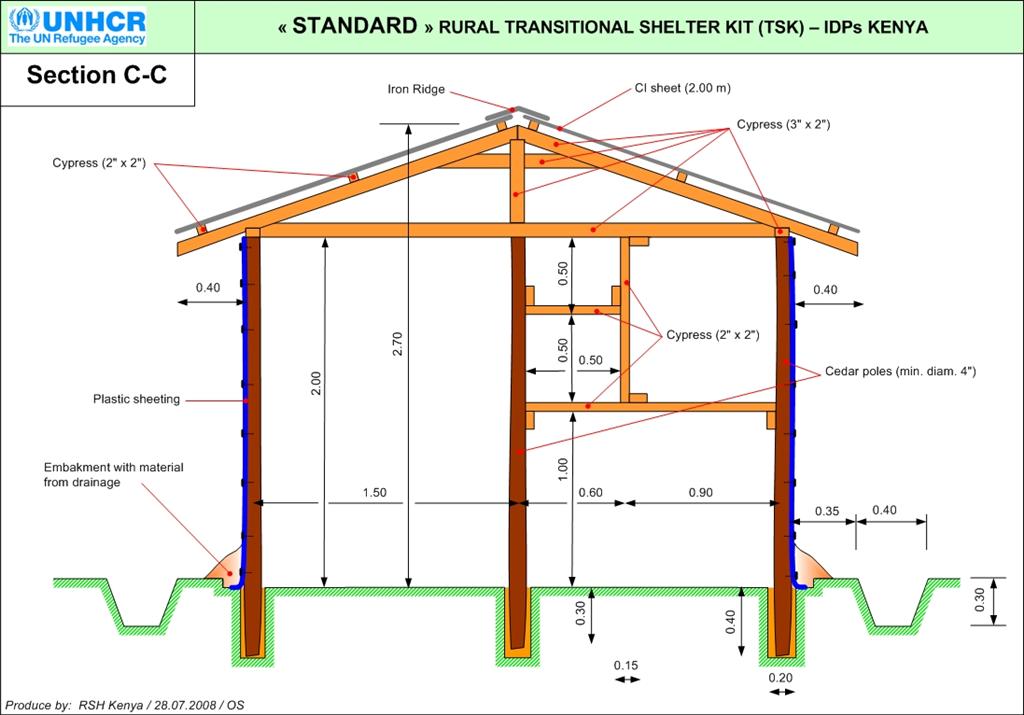 UNHCR
The UN Refugee Agency
« STANDARD » RURAL TRANSITIONAL SHELTER KIT (TSK) – IDPs KENYA
Section C-C
Iron Ridge
CI sheet (2.00 m)
Cypress (3" x 2")
Cypress (2" x 2")
0.40
2.70
2.00
0.50
0.50
0.50
0.40
Cypress (2" x 2")
Cedar poles (min. diam. 4")
Plastic sheeting
Embakment with material
from drainage
1.50
1.00
0.60
0.90
0.35
0.40
0.30
0.30
0.40
0.15
0.20
Produce by: RSH Kenya / 28.07.2008 / OS